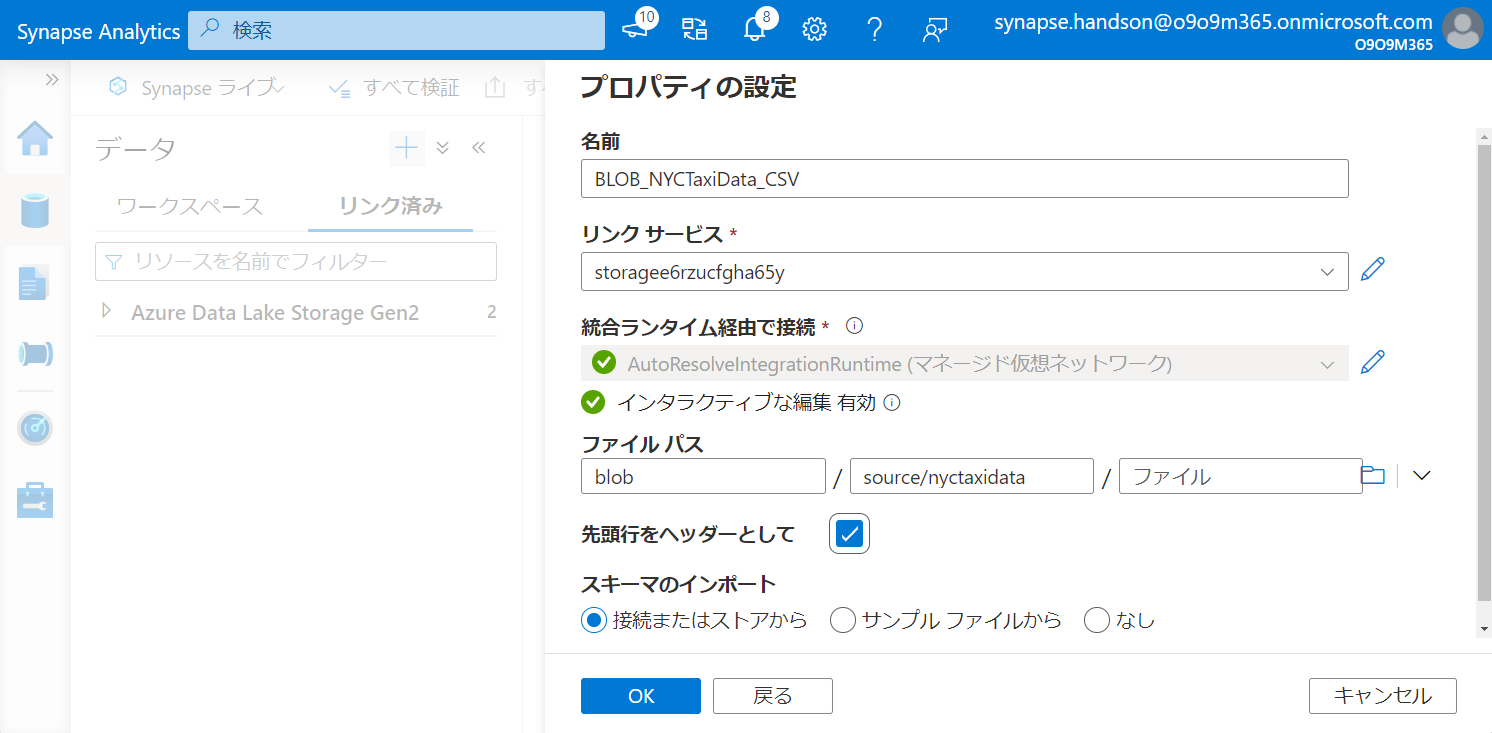 Synapse Analytics
検索
10
8
synapse.handson@o9o9m365.onmicrosoft.com
O9O9M365
Synapse ライブ
すべて検証
す
データ
ワークスペース
リンク済み
リソースを名前でフィルター
Azure Data Lake Storage Gen2 2
プロパティの設定
名前
BLOB_NYCTaxiData_CSV
リンク サービス *
storagee6rzucfgha65y
統合ランタイム経由で接続 *
AutoResolveIntegrationRuntime (マネージド仮想ネットワーク)
インタラクティブな編集 有効
ファイル パス
blob / source/nyctaxidata / ファイル
先頭行をヘッダーとして
スキーマのインポート
接続またはストアから サンプル ファイルから なし
OK 戻る キャンセル